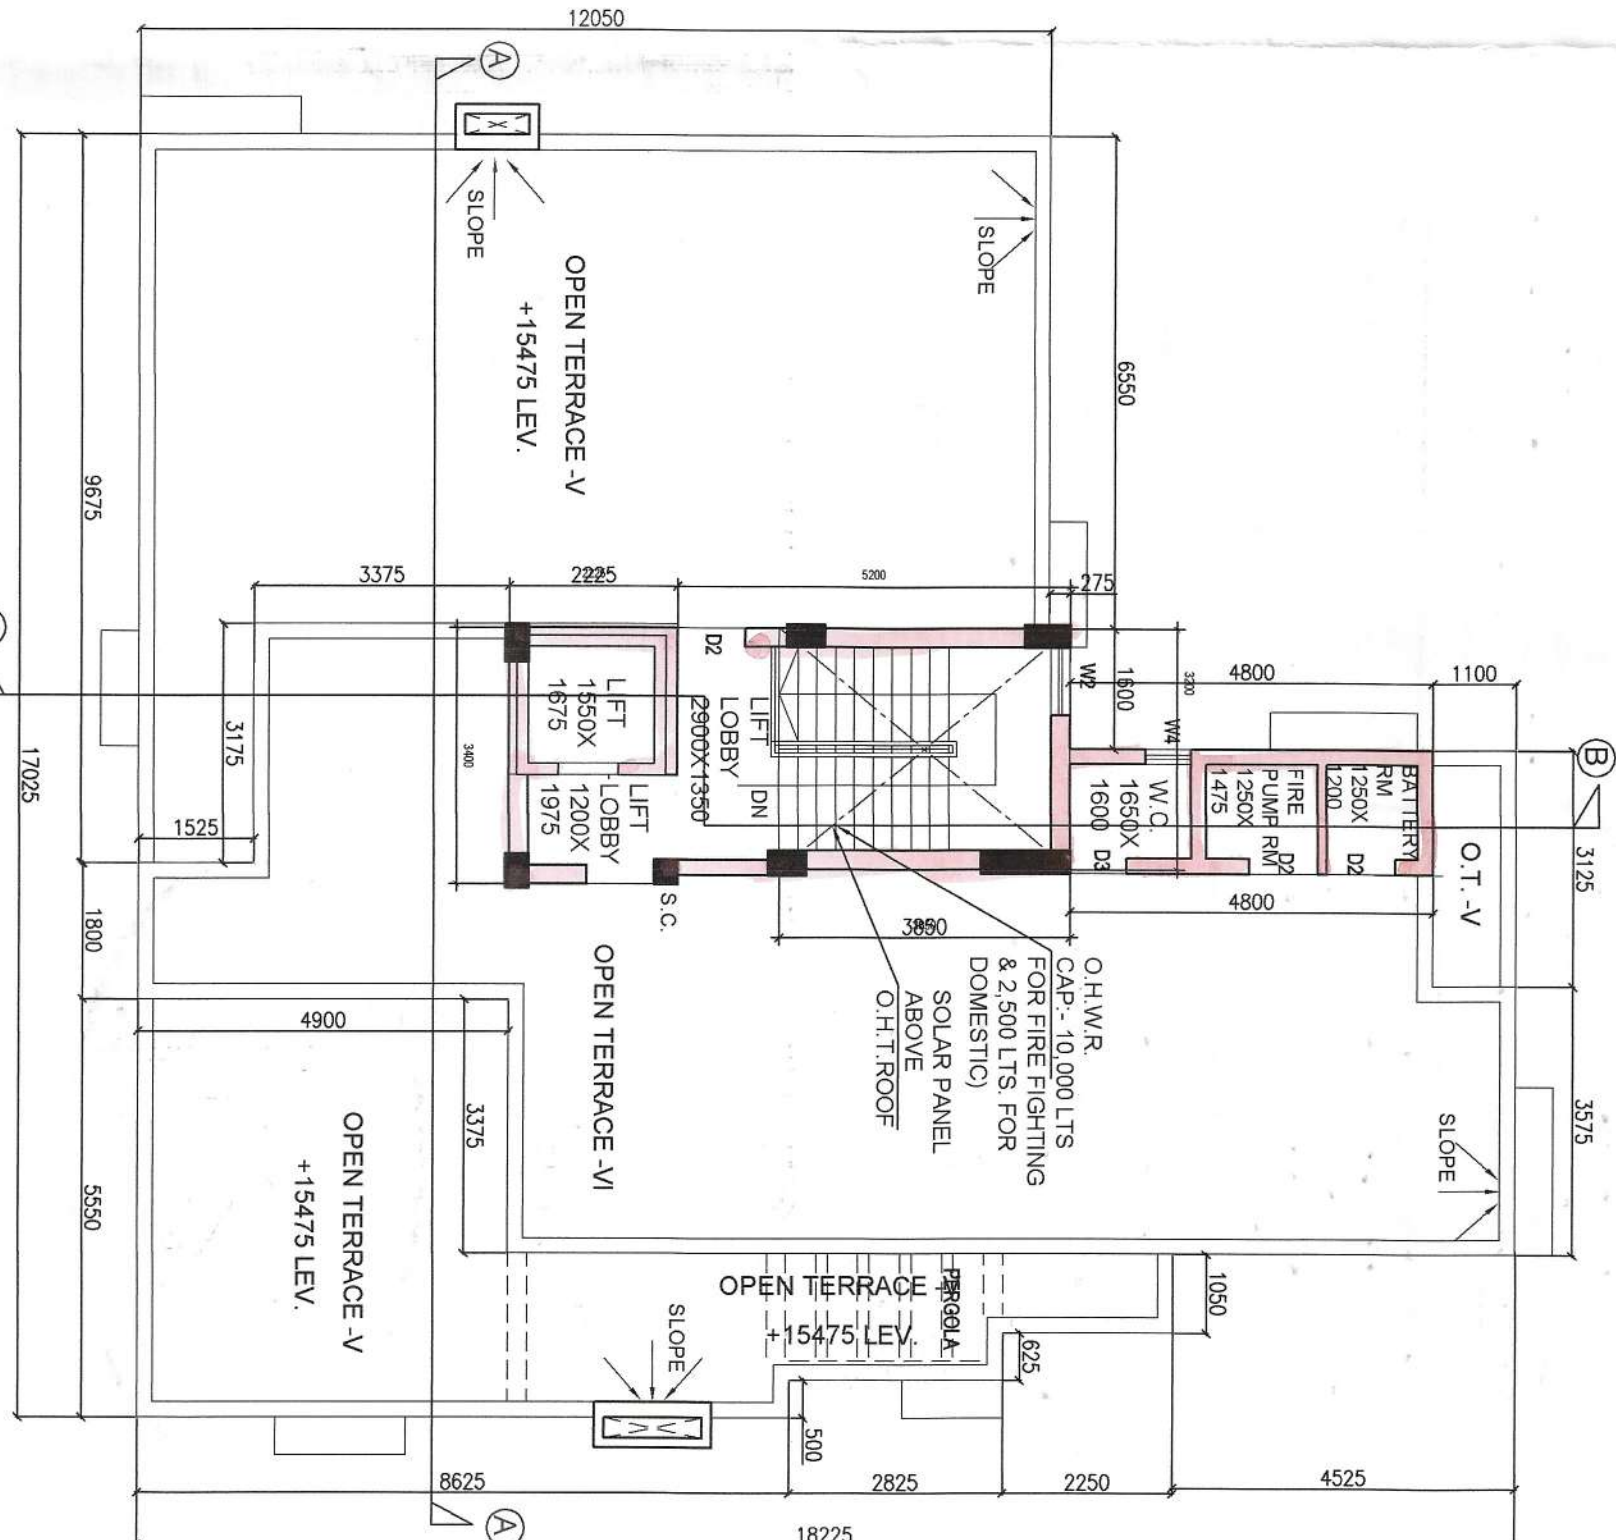 12050
A
SLOPE
SLOPE
OPEN TERRACE -V
+15475 LEV.
6550
9675
17025
3375
2225
5200
275
3175
1525
3400
D2
LIFT
1550X
1675
LIFT
LOBBY
2900X1350
DN
LIFT
LOBBY
1200X
1975
W2
1600
3200
W4
4800
1100
B
W.C.
1650X
1600
D3
FIRE
PUMP RM
1250X
1475
D2
BATTERY
RM
1250X
1200
D2
O.T. -V
3125
S.C.
4800
1800
OPEN TERRACE -VI
O.H.W.R.
CAP:- 10,000 LTS
FOR FIRE FIGHTING
& 2,500 LTS. FOR
DOMESTIC)
SOLAR PANEL
ABOVE
O.H.T.ROOF
4900
3375
3575
SLOPE
5550
OPEN TERRACE -V
+15475 LEV.
OPEN TERRACE -
PERGOLA
+15475 LEV.
SLOPE
1050
625
500
8625
2825
2250
4525
A
18225